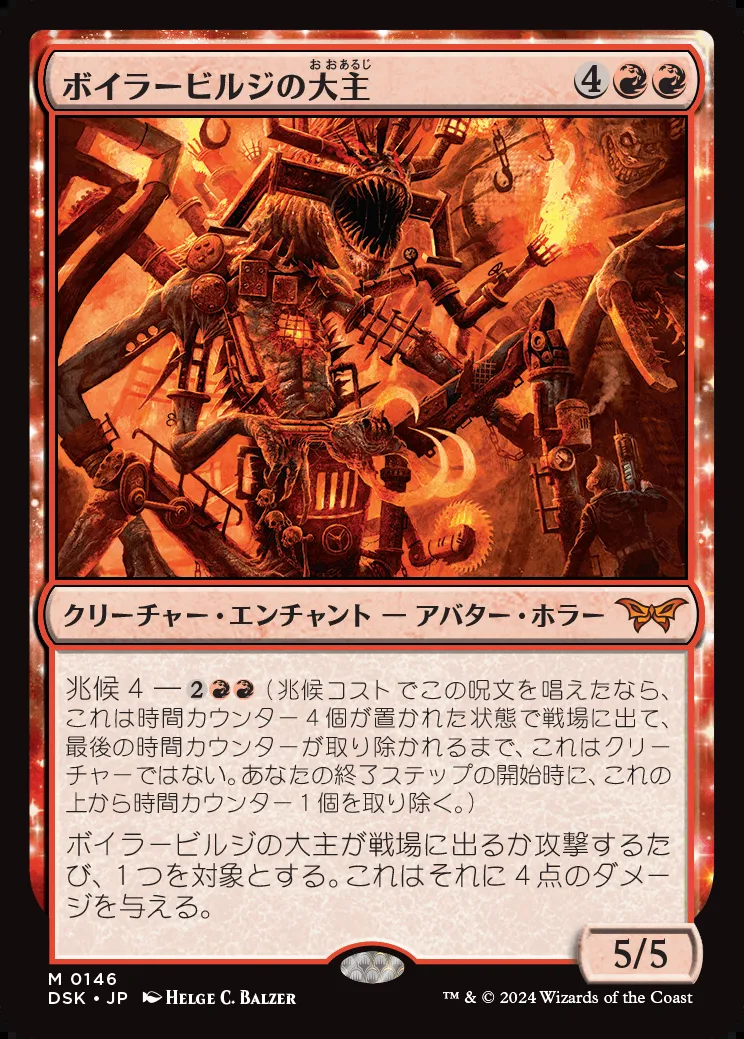 おおあるじ
ボイラービルジの大主 4
クリーチャー・エンチャント — アバター・ホラー
兆候 4 — 2 （兆候コストでこの呪文を唱えたなら、
これは時間カウンター４個が置かれた状態で戦場に出て、
最後の時間カウンターが取り除かれるまで、これはクリー
チャーではない。あなたの終了ステップの開始時に、これの
上から時間カウンター１個を取り除く。）
ボイラービルジの大主が戦場に出るか攻撃するた
び、１つを対象とする。これはそれに４点のダメー
ジを与える。
5/5
M 0146
DSK • JP HELGE C. BALZER
™ & © 2024 Wizards of the Coast